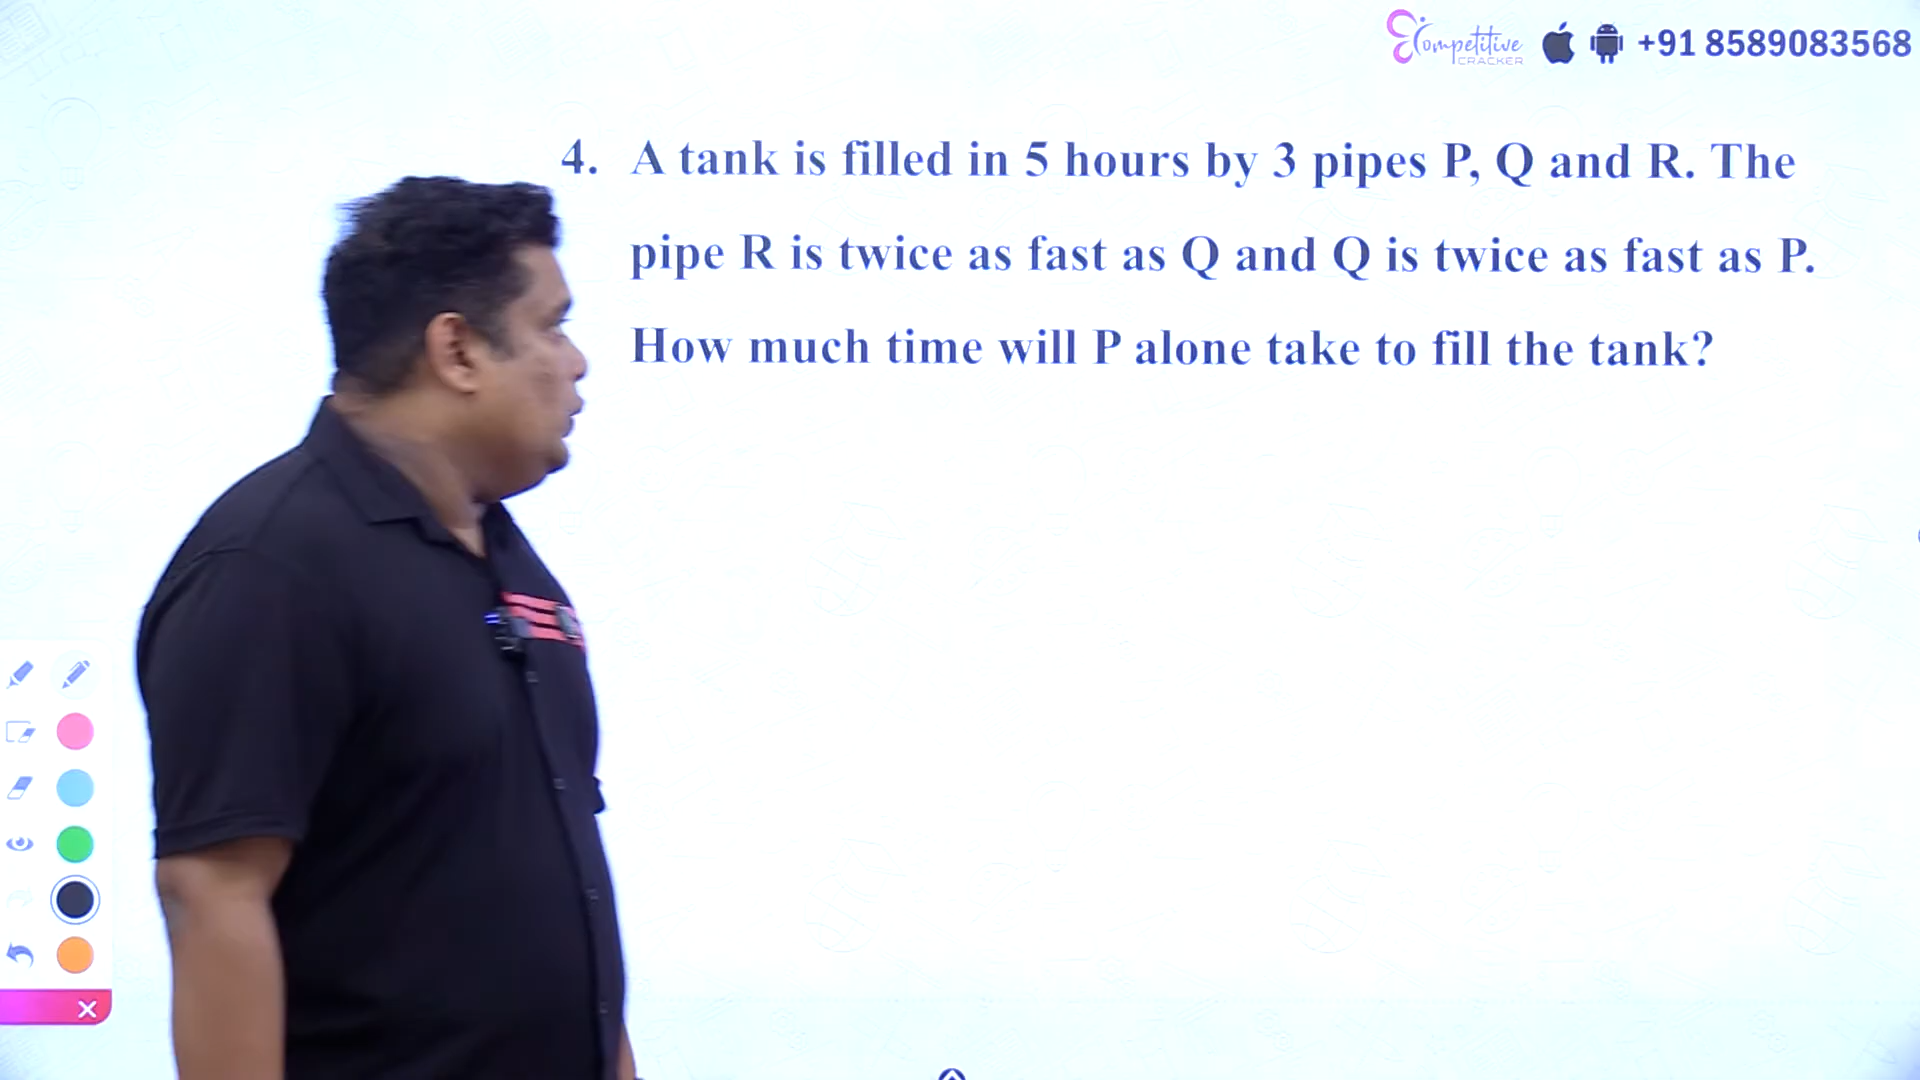 Competitive
CRACKER
+91 8589083568
4. A tank is filled in 5 hours by 3 pipes P, Q and R. The
pipe R is twice as fast as Q and Q is twice as fast as P.
How much time will P alone take to fill the tank?